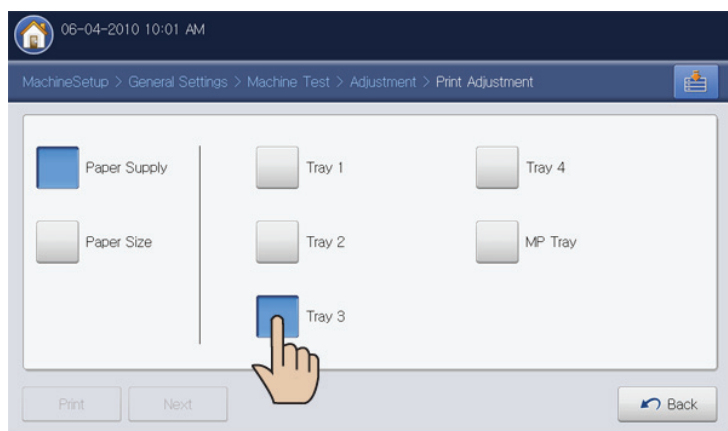 06-04-2010 10:01 AM
MachineSetup > General Settings > Machine Test > Adjustment > Print Adjustment
Paper Supply
Tray 1
Tray 4
Paper Size
Tray 2
MP Tray
Tray 3
Print
Next
Back